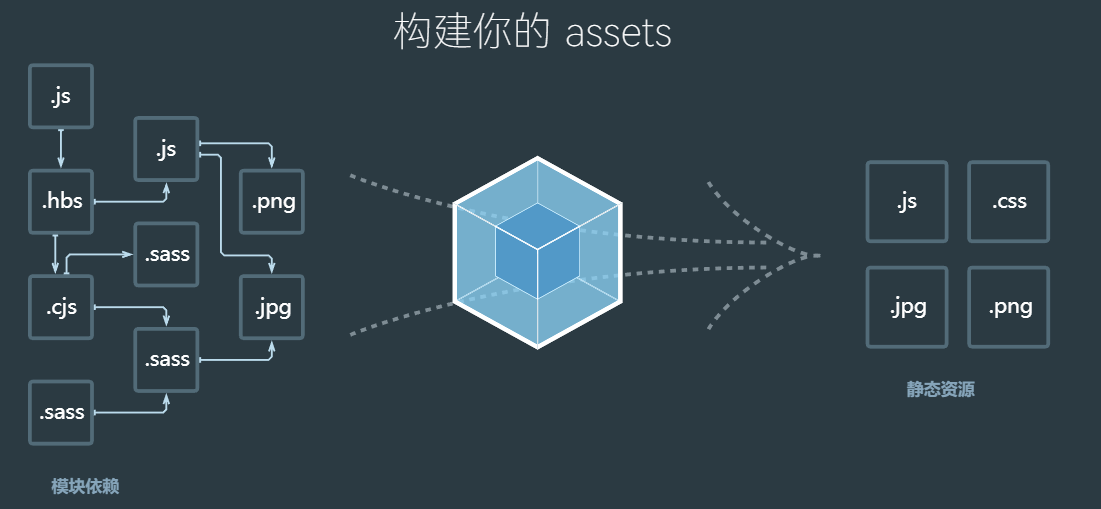 构建你的 assets
.js
.js
.hbs
.png
.sass
.cjs
.jpg
.sass
.sass
模块依赖
.js
.css
.jpg
.png
静态资源